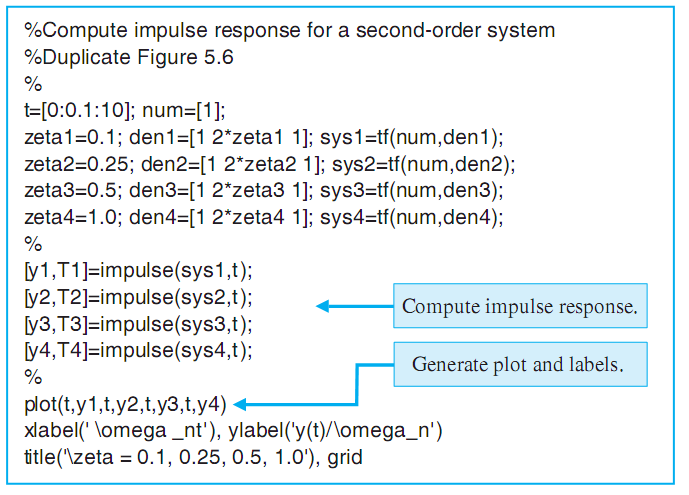 %Compute impulse response for a second-order system
%Duplicate Figure 5.6
%
t=[0:0.1:10]; num=[1];
zeta1=0.1; den1=[1 2*zeta1 1]; sys1=tf(num,den1);
zeta2=0.25; den2=[1 2*zeta2 1]; sys2=tf(num,den2);
zeta3=0.5; den3=[1 2*zeta3 1]; sys3=tf(num,den3);
zeta4=1.0; den4=[1 2*zeta4 1]; sys4=tf(num,den4);
%
[y1,T1]=impulse(sys1,t);
[y2,T2]=impulse(sys2,t);
[y3,T3]=impulse(sys3,t);
[y4,T4]=impulse(sys4,t);
Compute impulse response.
%
Generate plot and labels.
plot(t,y1,t,y2,t,y3,t,y4)
xlabel(' \omega _nt'), ylabel('y(t)/\omega_n')
title('\zeta = 0.1, 0.25, 0.5, 1.0'), grid